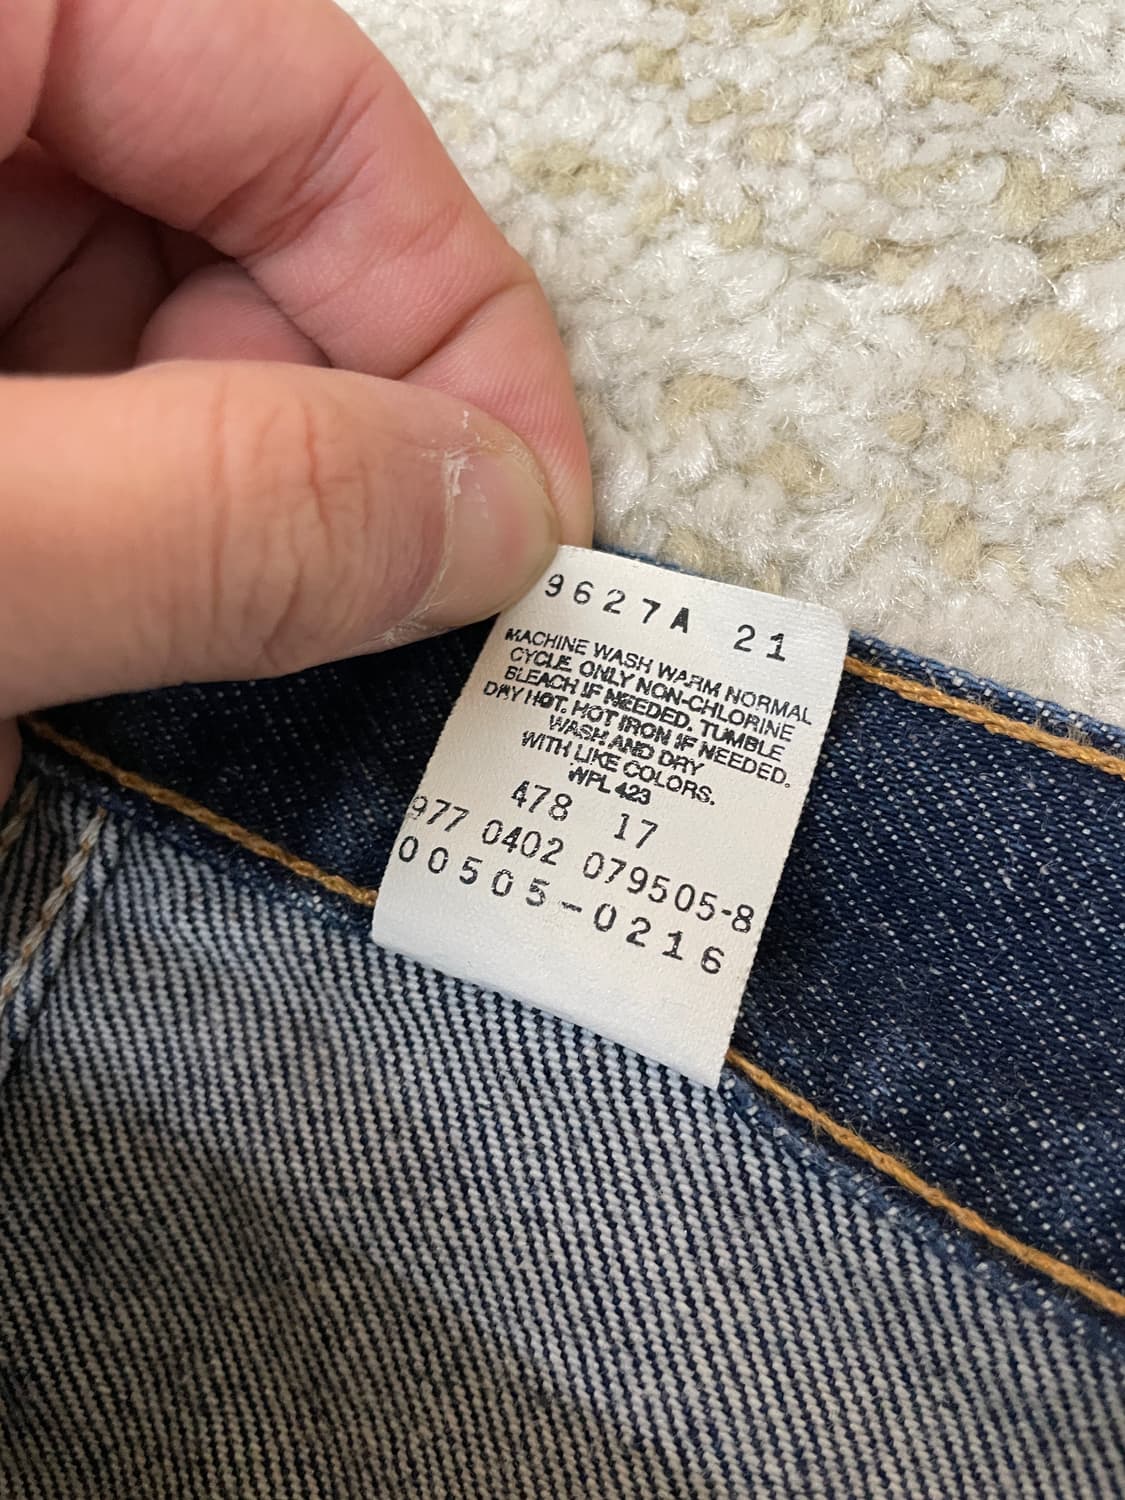 9627A 21
MACHINE WASH WARM NORMAL
CYCLE. ONLY NON-CHLORINE
BLEACH IF NEEDED. TUMBLE
DRY HOT. HOT IRON IF NEEDED.
WASH AND DRY
WITH LIKE COLORS.
WPL 423
478 17
977 0402 079505-8
00505-0216